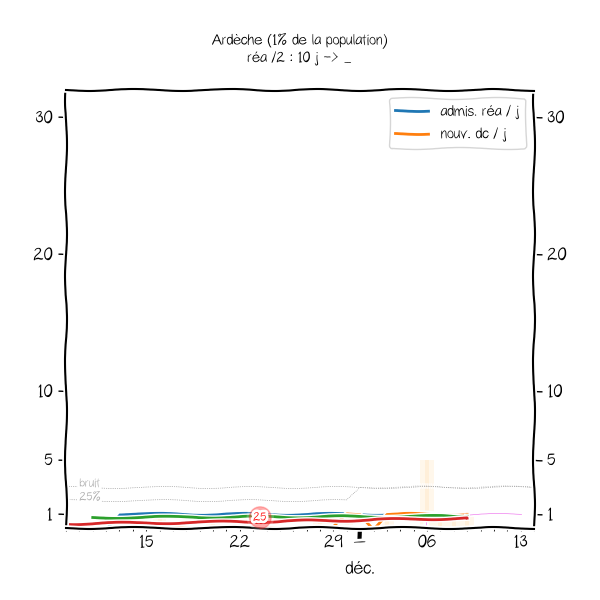 Ardèche (1% de la population)
réa /2 : 10 j -> _
admis. réa / j
nouv. dc / j
30
30
20
20
10
10
5
5
bruit
25%
25
1
1
15
22
29
06
13
déc.